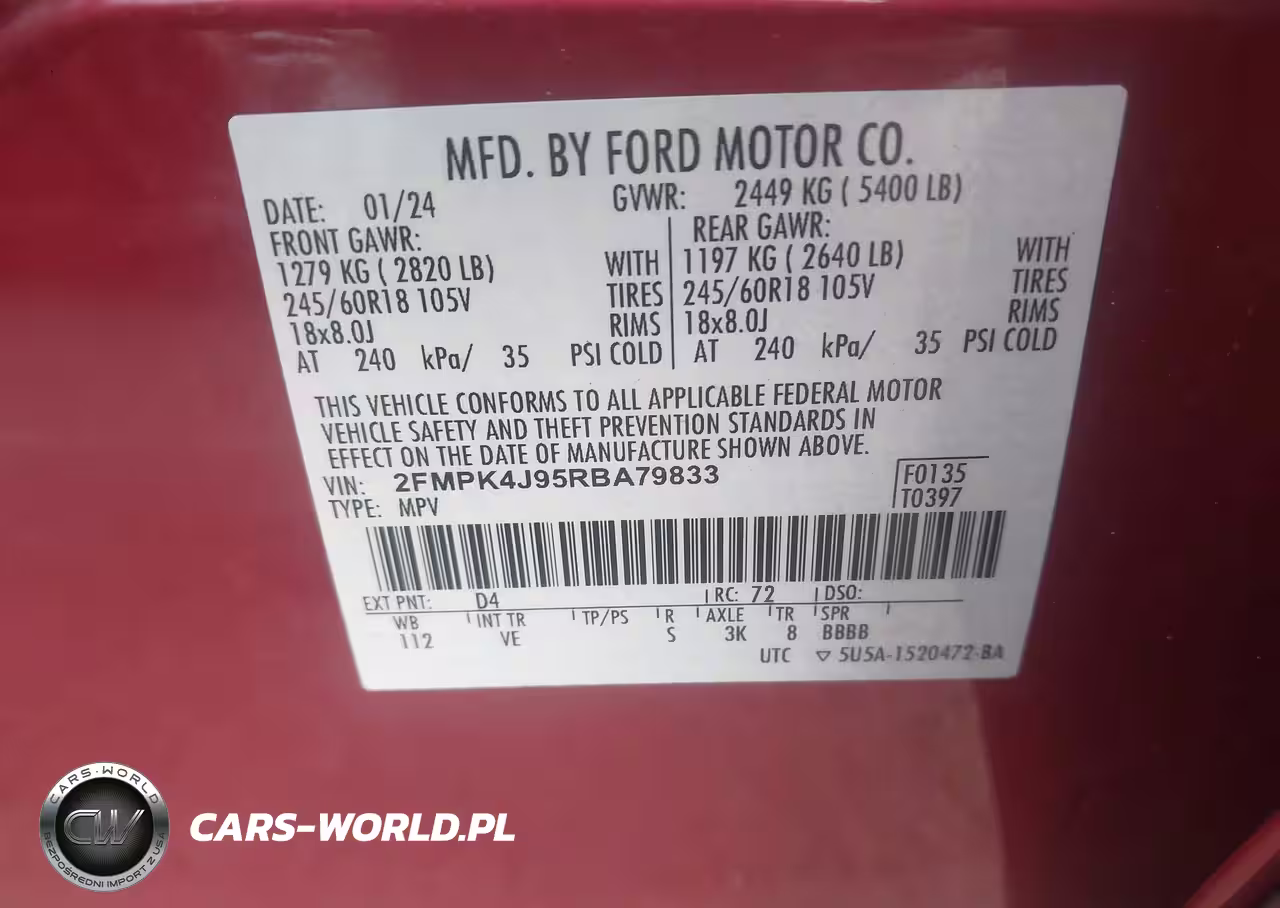 MFD. BY FORD MOTOR CO.
DATE: 01/24 GVWR: 2449 KG ( 5400 LB)
FRONT GAWR: REAR GAWR:
1279 KG ( 2820 LB) WITH 1197 KG ( 2640 LB) WITH
245/60R18 105V TIRES 245/60R18 105V TIRES
18x8.0J RIMS 18x8.0J RIMS
AT 240 kPa/ 35 PSI COLD AT 240 kPa/ 35 PSI COLD
THIS VEHICLE CONFORMS TO ALL APPLICABLE FEDERAL MOTOR
VEHICLE SAFETY AND THEFT PREVENTION STANDARDS IN
EFFECT ON THE DATE OF MANUFACTURE SHOWN ABOVE.
VIN: 2FMPK4J95RBA79833 F0135
TYPE: MPV T0397
EXT PNT: D4 RC: 72 DSO:
WB INT TR TP/PS R AXLE TR SPR
112 VE S 3K 8 BBBB
UTC ▽ 5U5A-1520472-BA
CARS-WORLD
CW
BEZPOŚREDNI IMPORT Z USA
CARS-WORLD.PL